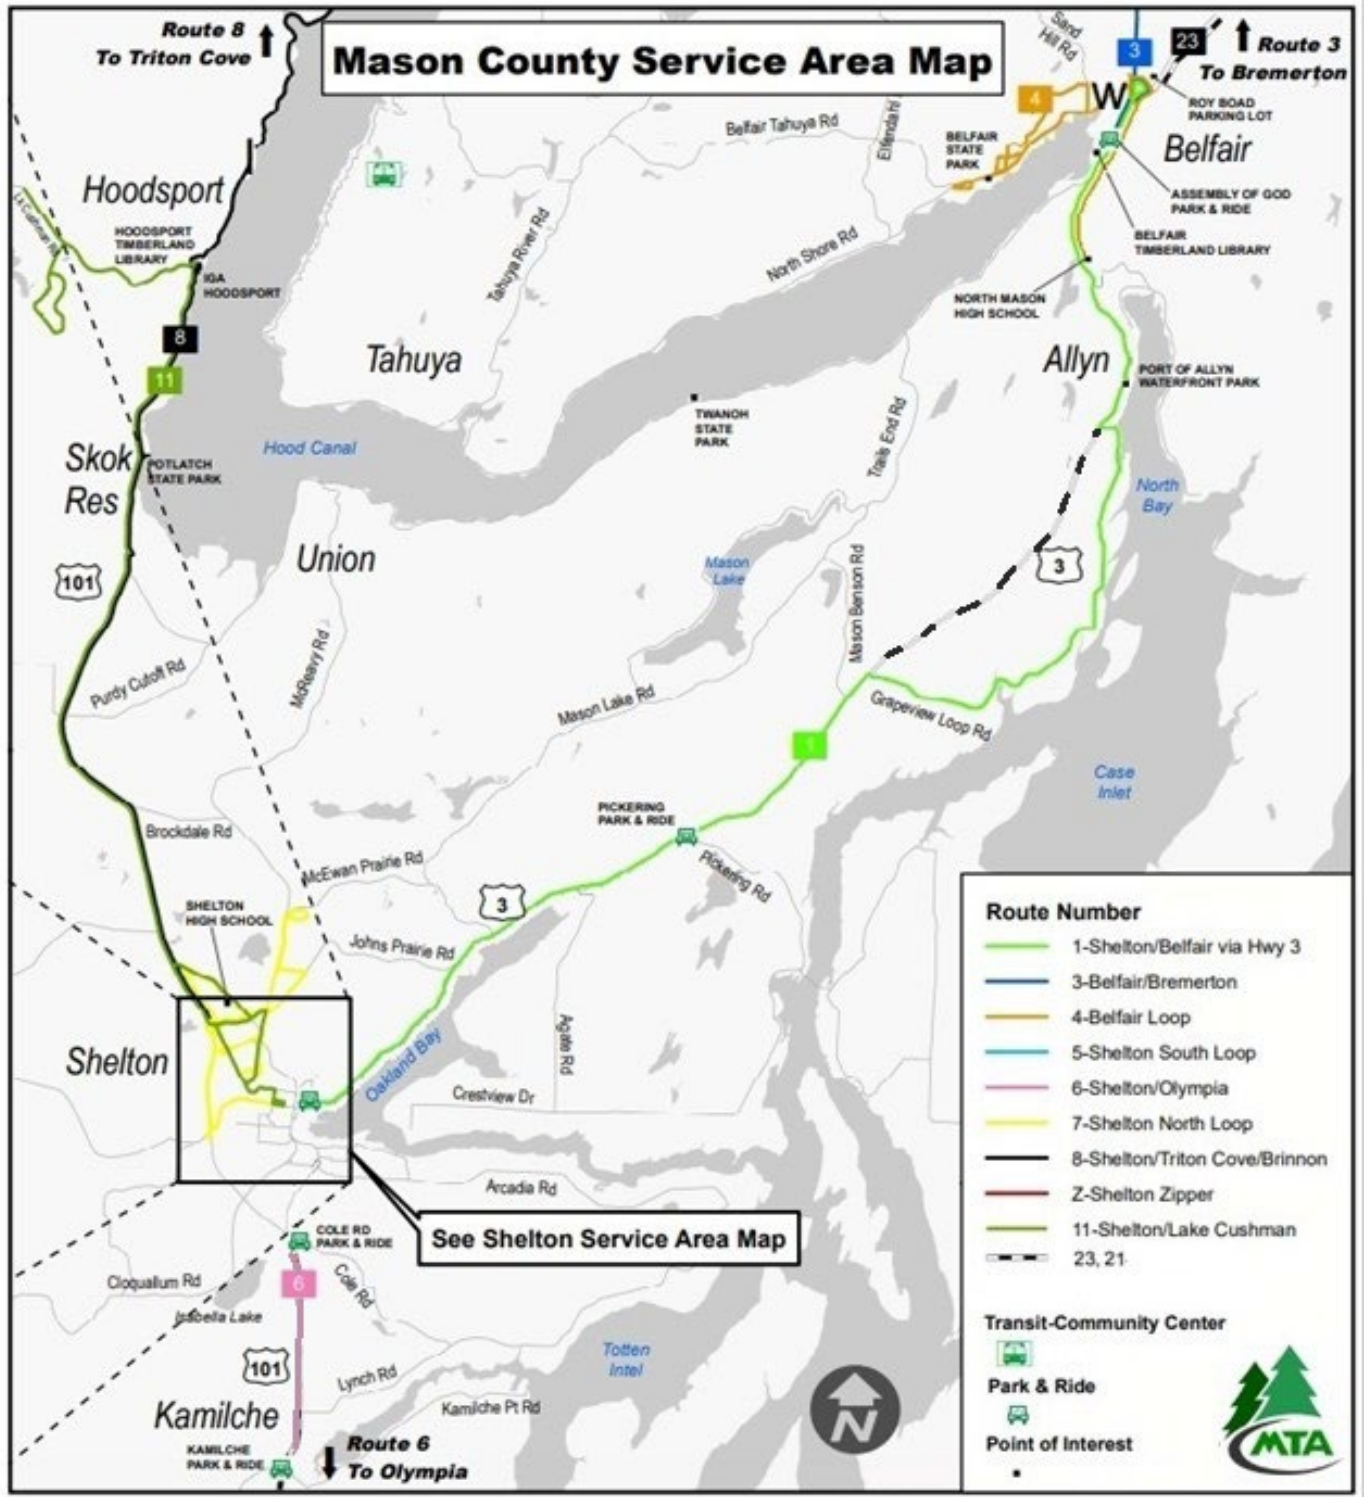 Route 8
To Triton Cove
Mason County Service Area Map
Sand
Hill Rd
3
23
Route 3
To Bremerton
4
W
ROY BOAD
PARKING LOT
Belfair Tahuya Rd
BELFAIR
STATE
PARK
Belfair
Hoodsport
ASSEMBLY OF GOD
PARK & RIDE
HOODSPORT
TIMBERLAND
LIBRARY
Tahuya River Rd
North Shore Rd
BELFAIR
TIMBERLAND LIBRARY
IGA
HOODSPORT
NORTH MASON
HIGH SCHOOL
8
Tahuya
Allyn
11
PORT OF ALLYN
WATERFRONT PARK
TWANOH
STATE
PARK
Trails End Rd
Skok
Res
Hood Canal
POTLATCH
STATE PARK
North
Bay
Union
Mason
Lake
3
101
Mason Benson Rd
Purdy Cutoff Rd
McReavy Rd
Mason Lake Rd
Grapeview Loop Rd
1
Case
Inlet
PICKERING
PARK & RIDE
Brockdale Rd
McEwan Prairie Rd
Pickering Rd
SHELTON
HIGH SCHOOL
3
Johns Prairie Rd
Shelton
Oakland Bay
Agate Rd
Crestview Dr
Arcadia Rd
See Shelton Service Area Map
COLE RD
PARK & RIDE
Cloquallum Rd
6
Cole Rd
Isabella Lake
101
Totten
Intel
Lynch Rd
Kamilche
Kamilche Pt Rd
KAMILCHE
PARK & RIDE
Route 6
To Olympia
N
Route Number
1-Shelton/Belfair via Hwy 3
3-Belfair/Bremerton
4-Belfair Loop
5-Shelton South Loop
6-Shelton/Olympia
7-Shelton North Loop
8-Shelton/Triton Cove/Brinnon
Z-Shelton Zipper
11-Shelton/Lake Cushman
23, 21
Transit-Community Center
Park & Ride
Point of Interest
MTA